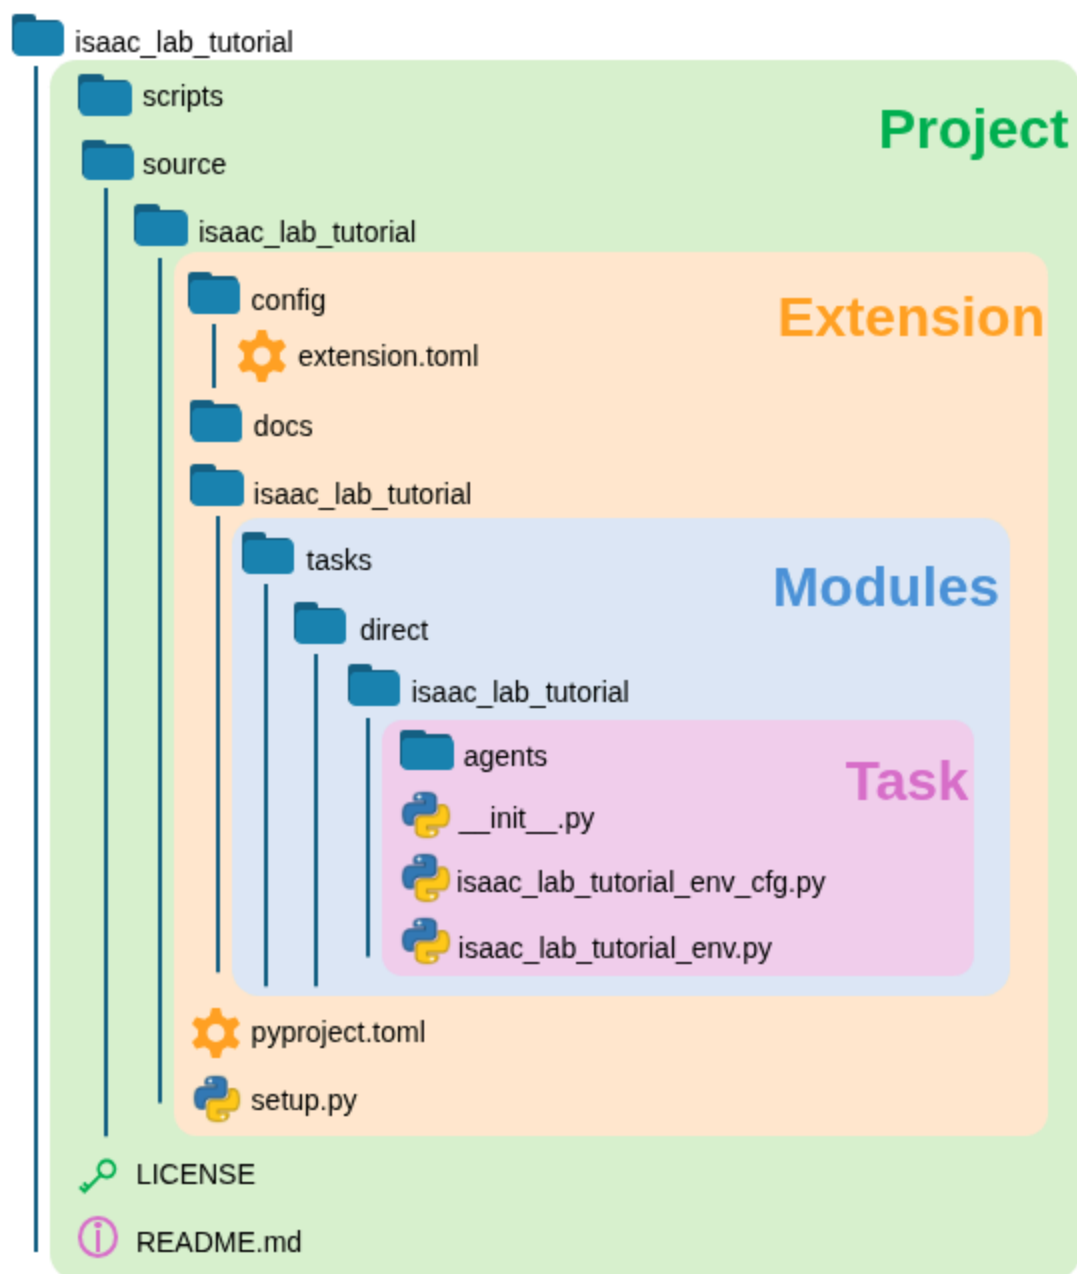 isaac_lab_tutorial
scripts
Project
source
isaac_lab_tutorial
config
Extension
extension.toml
docs
isaac_lab_tutorial
tasks
Modules
direct
isaac_lab_tutorial
agents
Task
__init__.py
isaac_lab_tutorial_env_cfg.py
isaac_lab_tutorial_env.py
pyproject.toml
setup.py
LICENSE
README.md